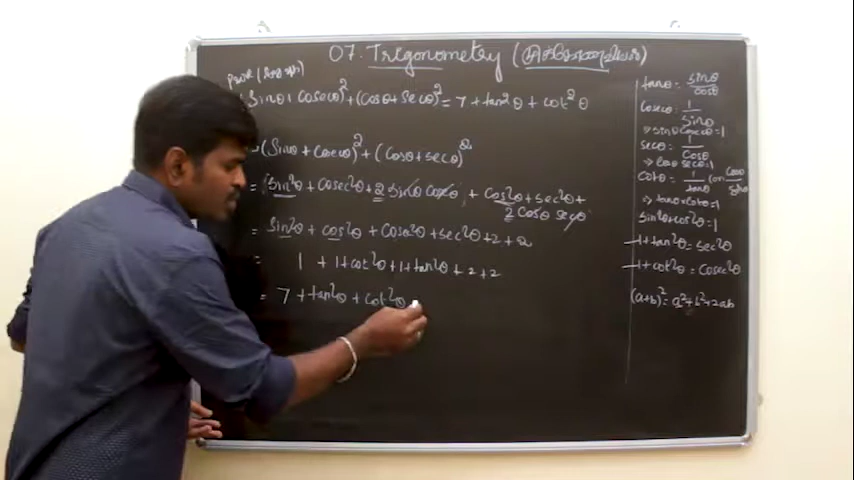 07. Trigonometry (
(Sinθ + Cosecθ)² + (Cosθ + Secθ)² = 7 + tan²θ + cot²θ
= (Sinθ + Cosecθ)² + (Cosθ + secθ)²
= Sin²θ + cosec²θ + 2 sinθ cosecθ + Cos²θ + sec²θ +
2 Cosθ secθ
= Sin²θ + cos²θ + Cosec²θ + sec²θ + 2 + 2
= 1 + 1 + cot²θ + 1 + tan²θ + 2 + 2
= 7 + tan²θ + cot²θ
tanθ = sinθ/cosθ
Cosecθ = 1/sinθ
⇒ sinθ cosecθ = 1
secθ = 1/Cosθ
⇒ Cosθ secθ = 1
Cotθ = 1/tanθ (or) Cosθ/sinθ
⇒ tanθ × cotθ = 1
Sin²θ + cos²θ = 1
1 + tan²θ = sec²θ
1 + cot²θ = Cosec²θ
(a+b)² = a² + b² + 2ab